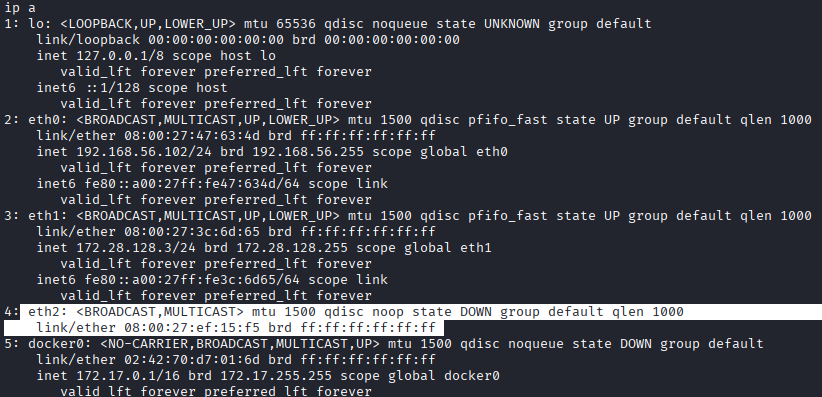 ip a
1: lo: <LOOPBACK,UP,LOWER_UP> mtu 65536 qdisc noqueue state UNKNOWN group default
    link/loopback 00:00:00:00:00:00 brd 00:00:00:00:00:00
    inet 127.0.0.1/8 scope host lo
       valid_lft forever preferred_lft forever
    inet6 ::1/128 scope host
       valid_lft forever preferred_lft forever
2: eth0: <BROADCAST,MULTICAST,UP,LOWER_UP> mtu 1500 qdisc pfifo_fast state UP group default qlen 1000
    link/ether 08:00:27:47:63:4d brd ff:ff:ff:ff:ff:ff
    inet 192.168.56.102/24 brd 192.168.56.255 scope global eth0
       valid_lft forever preferred_lft forever
    inet6 fe80::a00:27ff:fe47:634d/64 scope link
       valid_lft forever preferred_lft forever
3: eth1: <BROADCAST,MULTICAST,UP,LOWER_UP> mtu 1500 qdisc pfifo_fast state UP group default qlen 1000
    link/ether 08:00:27:3c:6d:65 brd ff:ff:ff:ff:ff:ff
    inet 172.28.128.3/24 brd 172.28.128.255 scope global eth1
       valid_lft forever preferred_lft forever
    inet6 fe80::a00:27ff:fe3c:6d65/64 scope link
       valid_lft forever preferred_lft forever
4: eth2: <BROADCAST,MULTICAST> mtu 1500 qdisc noop state DOWN group default qlen 1000
    link/ether 08:00:27:ef:15:f5 brd ff:ff:ff:ff:ff:ff
5: docker0: <NO-CARRIER,BROADCAST,MULTICAST,UP> mtu 1500 qdisc noqueue state DOWN group default
    link/ether 02:42:70:d7:01:6d brd ff:ff:ff:ff:ff:ff
    inet 172.17.0.1/16 brd 172.17.255.255 scope global docker0
       valid_lft forever preferred_lft forever